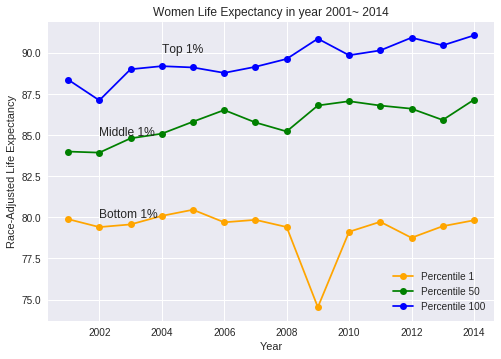 Women Life Expectancy in year 2001~ 2014
Race-Adjusted Life Expectancy
90.0
87.5
85.0
82.5
80.0
77.5
75.0
Top 1%
Middle 1%
Bottom 1%
Percentile 1
Percentile 50
Percentile 100
2002
2004
2006
2008
2010
2012
2014
Year